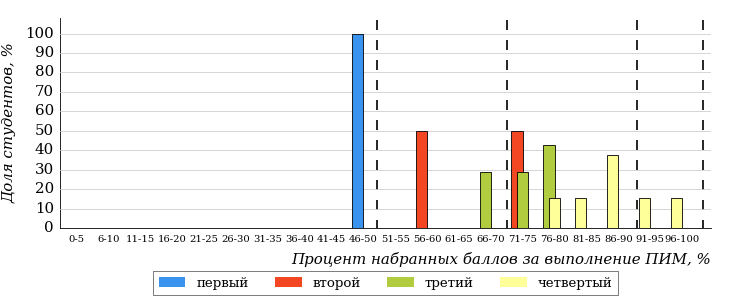 Доля студентов, %
100
90
80
70
60
50
40
30
20
10
0
0-5 6-10 11-15 16-20 21-25 26-30 31-35 36-40 41-45 46-50 51-55 56-60 61-65 66-70 71-75 76-80 81-85 86-90 91-95 96-100
Процент набранных баллов за выполнение ПИМ, %
первый второй третий четвертый